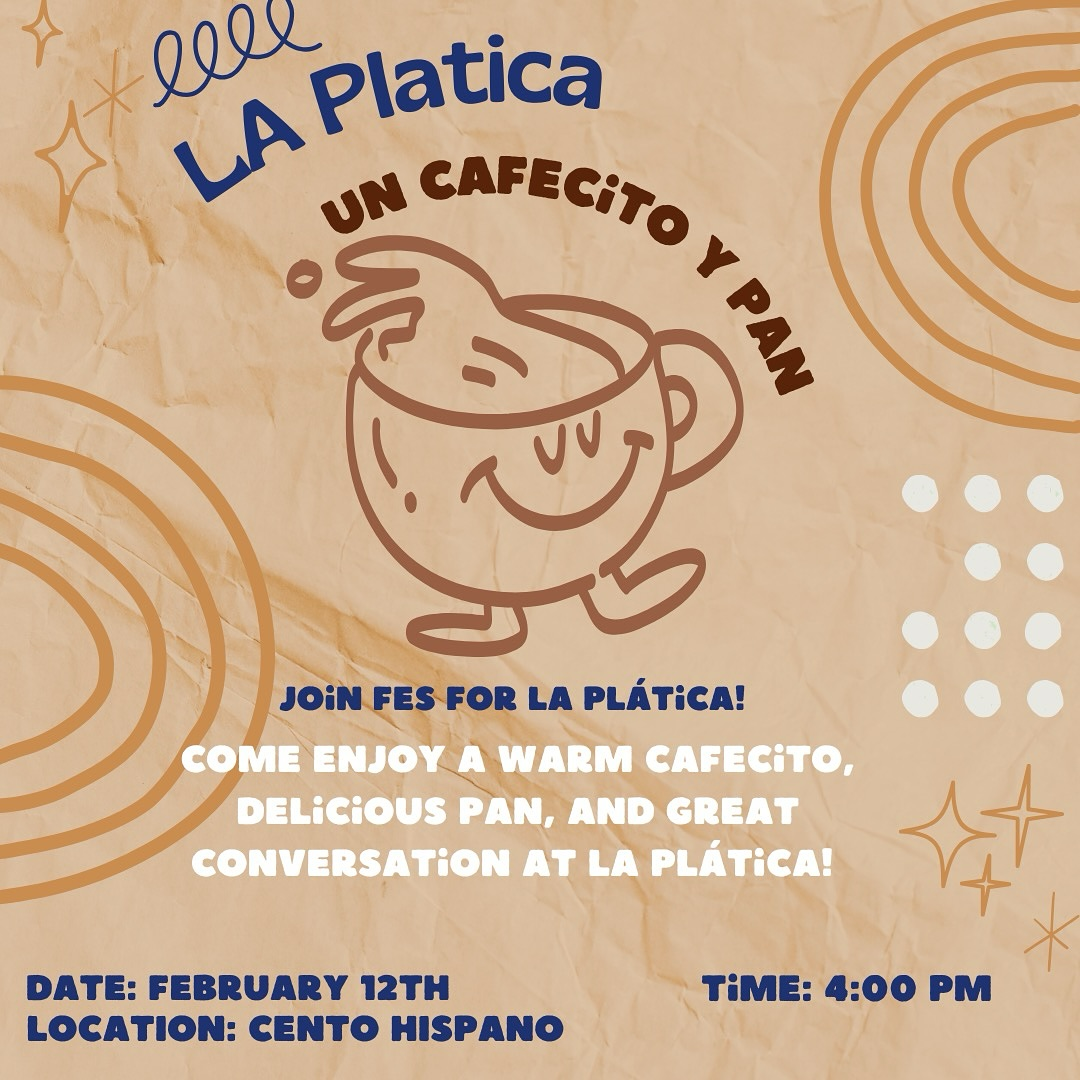 LA Platica
UN CAFECiTO Y PAN
JOiN FES FOR LA PLÁTiCA!
COME ENJOY A WARM CAFECiTO,
DELiCiOUS PAN, AND GREAT
CONVERSATiON AT LA PLÁTiCA!
DATE: FEBRUARY 12TH
LOCATION: CENTO HISPANO
TiME: 4:00 PM